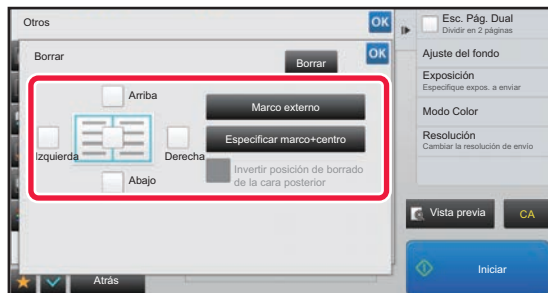 Otros
OK
Borrar
Borrar
OK
Arriba
Izquierda
Derecha
Abajo
Marco externo
Especificar marco+centro
Invertir posición de borrado
de la cara posterior
Atrás
Esc. Pág. Dual
Dividir en 2 páginas
Ajuste del fondo
Exposición
Especifique expos. a enviar
Modo Color
Resolución
Cambiar la resolución de envío
Vista previa
CA
Iniciar